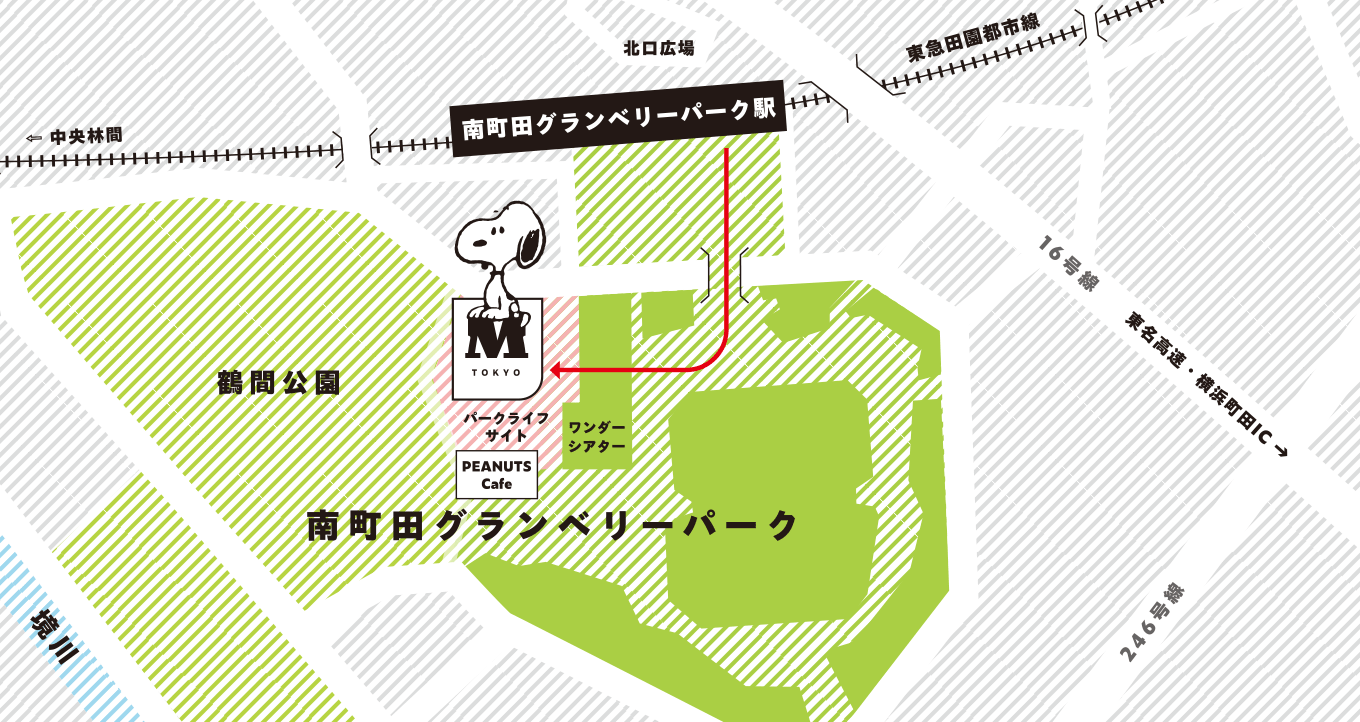 北口広場
東急田園都市線
南町田グランベリーパーク駅
⇦ 中央林間
16号線
東名高速・横浜町田IC→
M
TOKYO
鶴間公園
パークライフ
サイト
ワンダー
シアター
PEANUTS
Cafe
南町田グランベリーパーク
境川
246号線